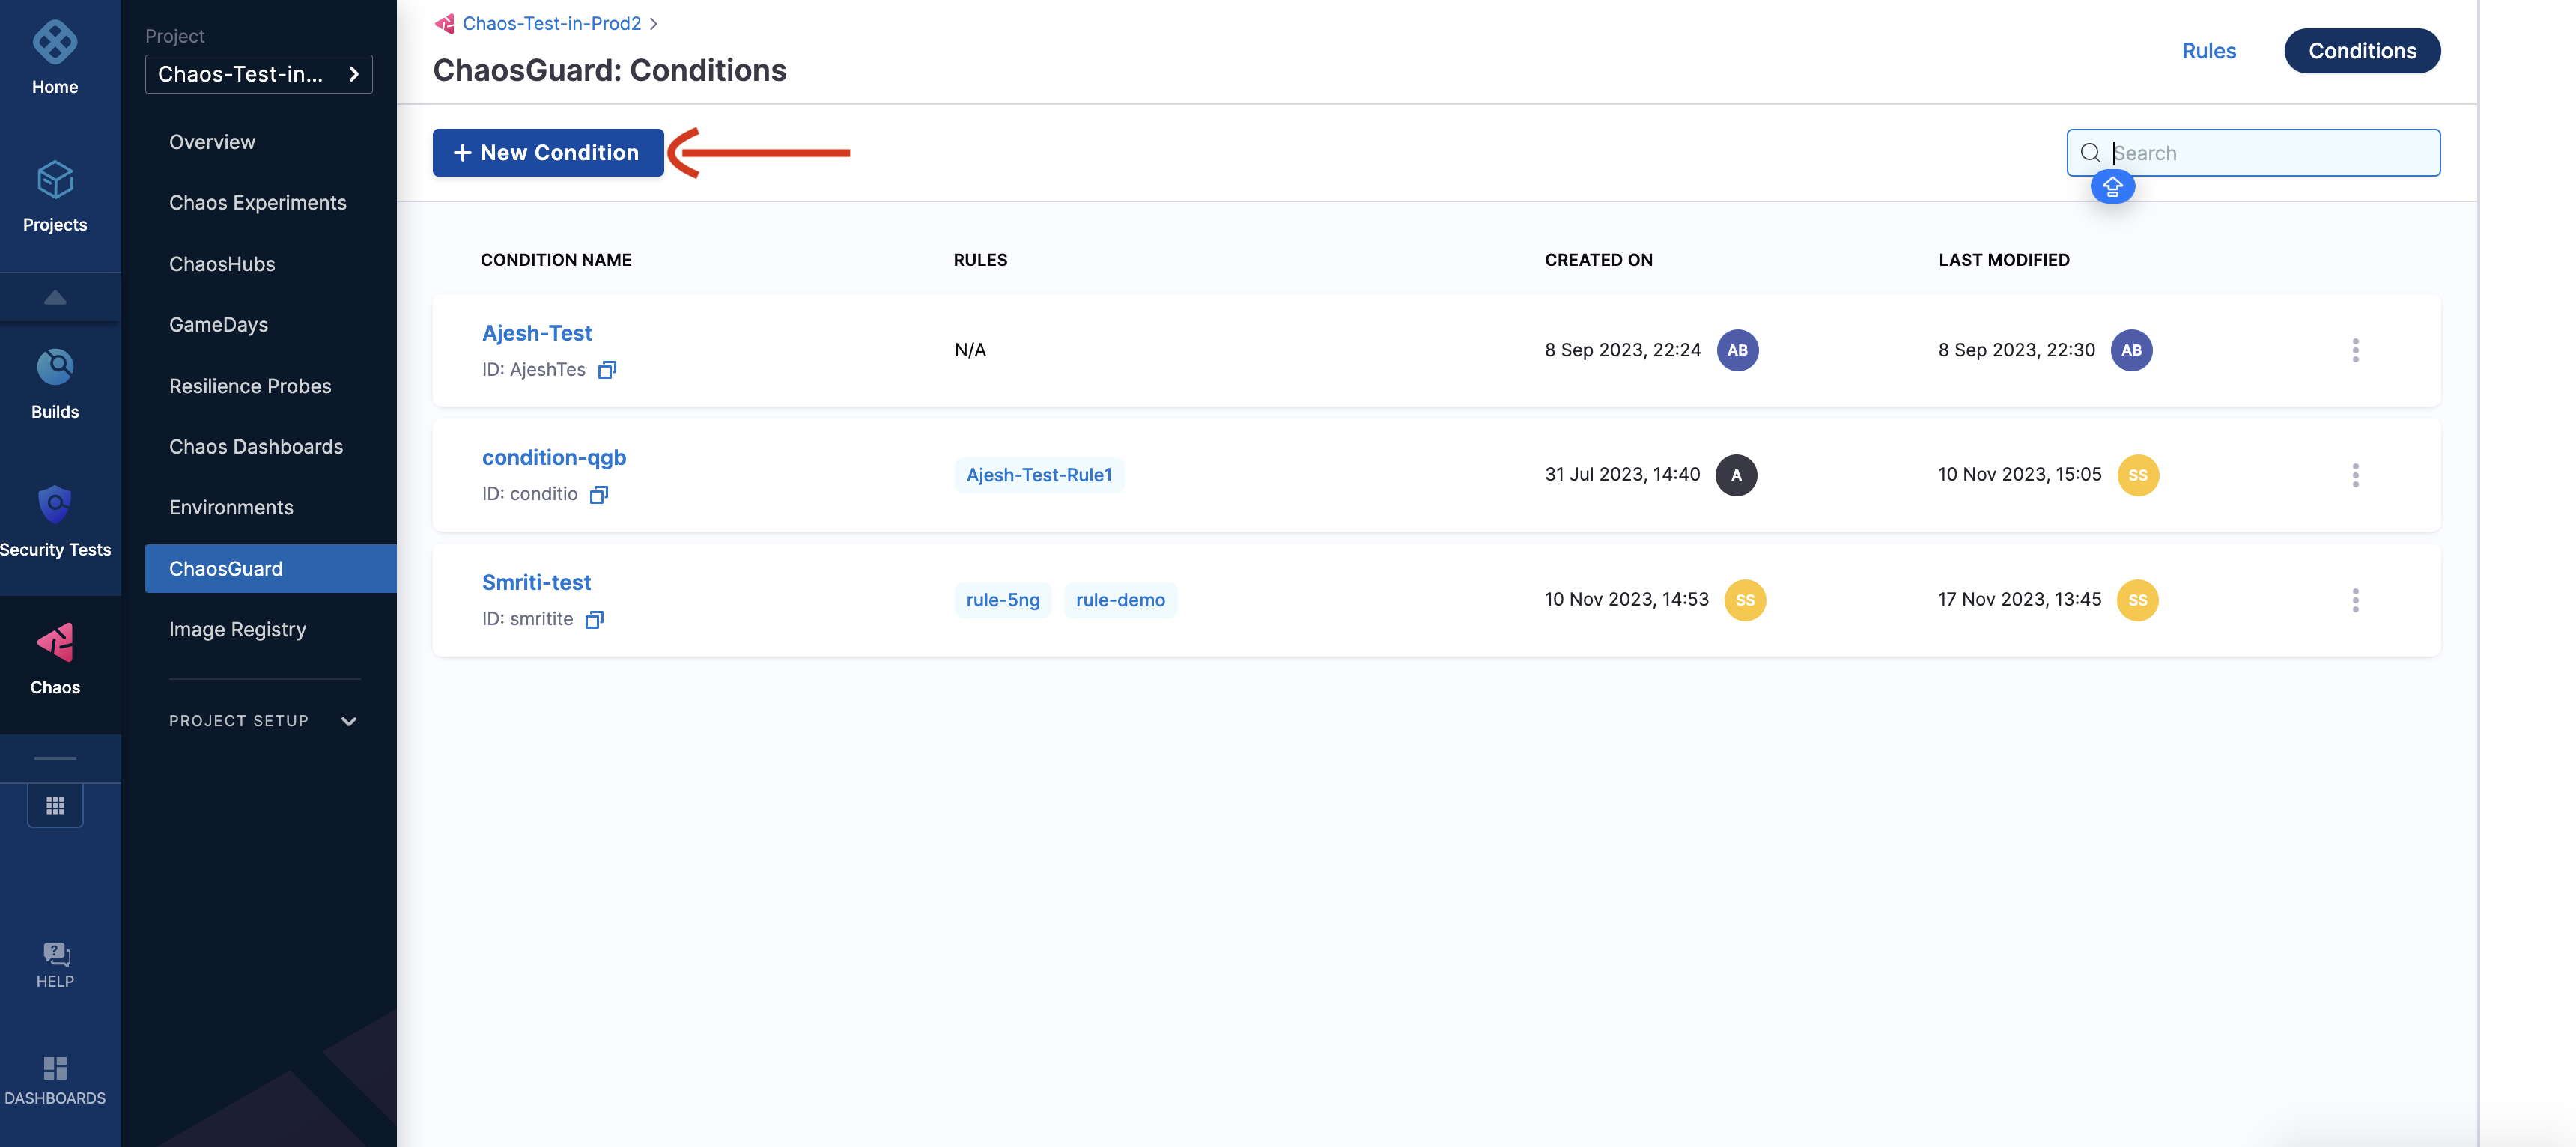 Home
Projects
Builds
Security Tests
Chaos
HELP
DASHBOARDS
Project
Chaos-Test-in...
Overview
Chaos Experiments
ChaosHubs
GameDays
Resilience Probes
Chaos Dashboards
Environments
ChaosGuard
Image Registry
PROJECT SETUP
Chaos-Test-in-Prod2
ChaosGuard: Conditions
Rules Conditions
+ New Condition
Search
CONDITION NAME RULES CREATED ON LAST MODIFIED
Ajesh-Test
ID: AjeshTes
N/A
8 Sep 2023, 22:24 AB
8 Sep 2023, 22:30 AB
condition-qgb
ID: conditio
Ajesh-Test-Rule1
31 Jul 2023, 14:40 A
10 Nov 2023, 15:05 SS
Smriti-test
ID: smritite
rule-5ng rule-demo
10 Nov 2023, 14:53 SS
17 Nov 2023, 13:45 SS